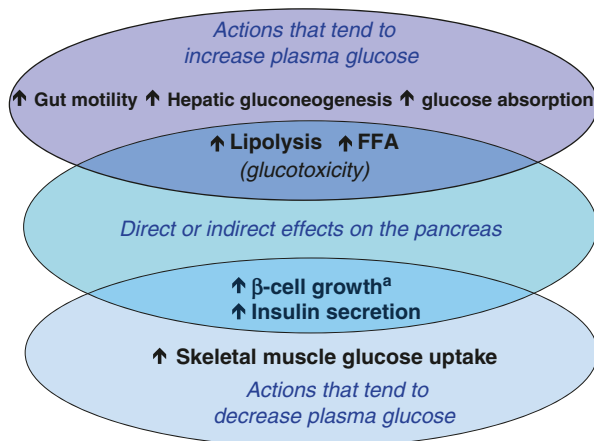 Actions that tend to
increase plasma glucose
↑ Gut motility ↑ Hepatic gluconeogenesis ↑ glucose absorption
↑ Lipolysis ↑ FFA
(glucotoxicity)
Direct or indirect effects on the pancreas
↑ β-cell growthᵃ
↑ Insulin secretion
↑ Skeletal muscle glucose uptake
Actions that tend to
decrease plasma glucose